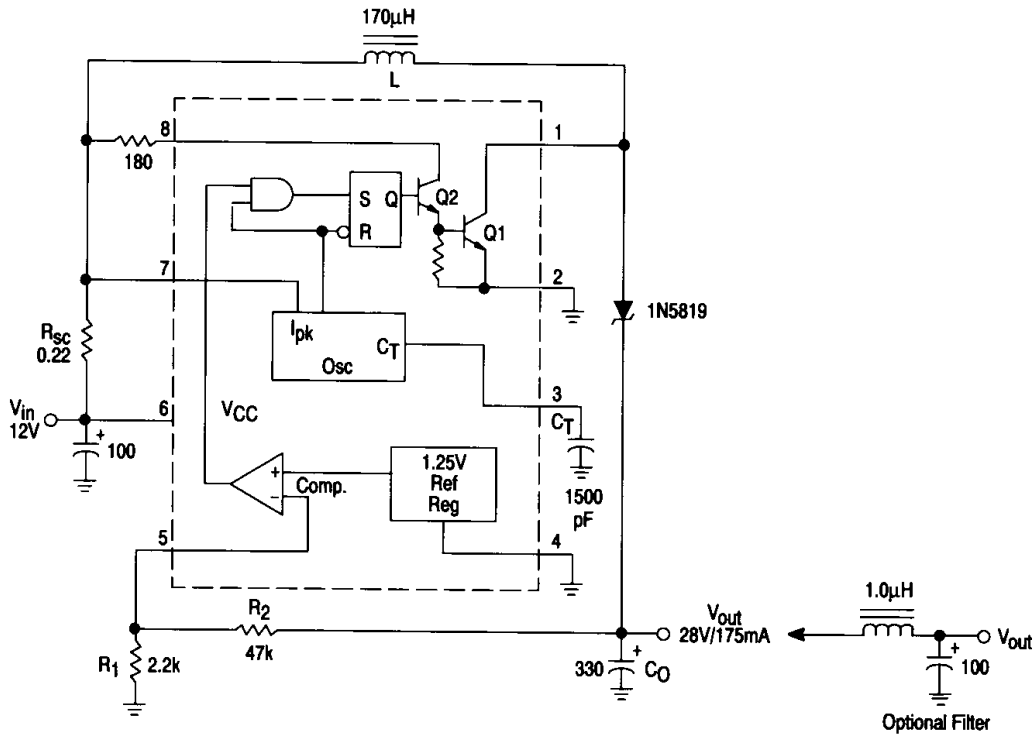 170μH
L
8
180
1
S Q
R
Q2
Q1
7
2
Ipk
CT
Osc
Rsc
0.22
1N5819
Vin
12V
6
VCC
3
CT
100
1500
pF
+
−
Comp.
1.25V
Ref
Reg
5
4
R2
47k
R1
2.2k
Vout
28V/175mA
330
+
CO
1.0μH
Vout
+
100
Optional Filter
+